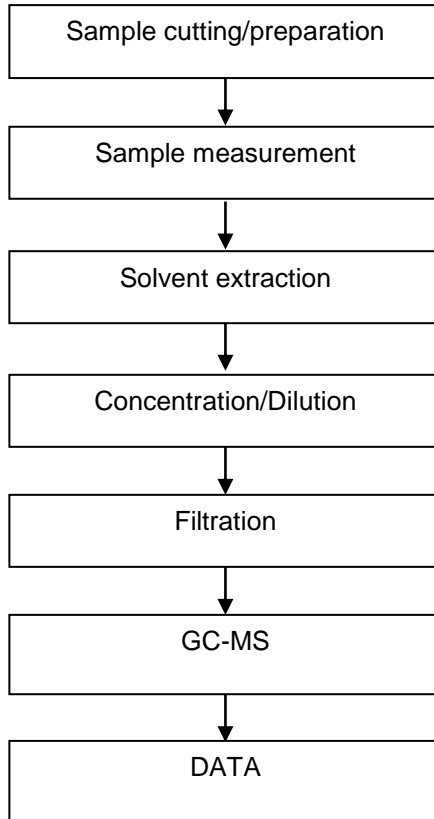 Sample cutting/preparation
Sample measurement
Solvent extraction
Concentration/Dilution
Filtration
GC-MS
DATA